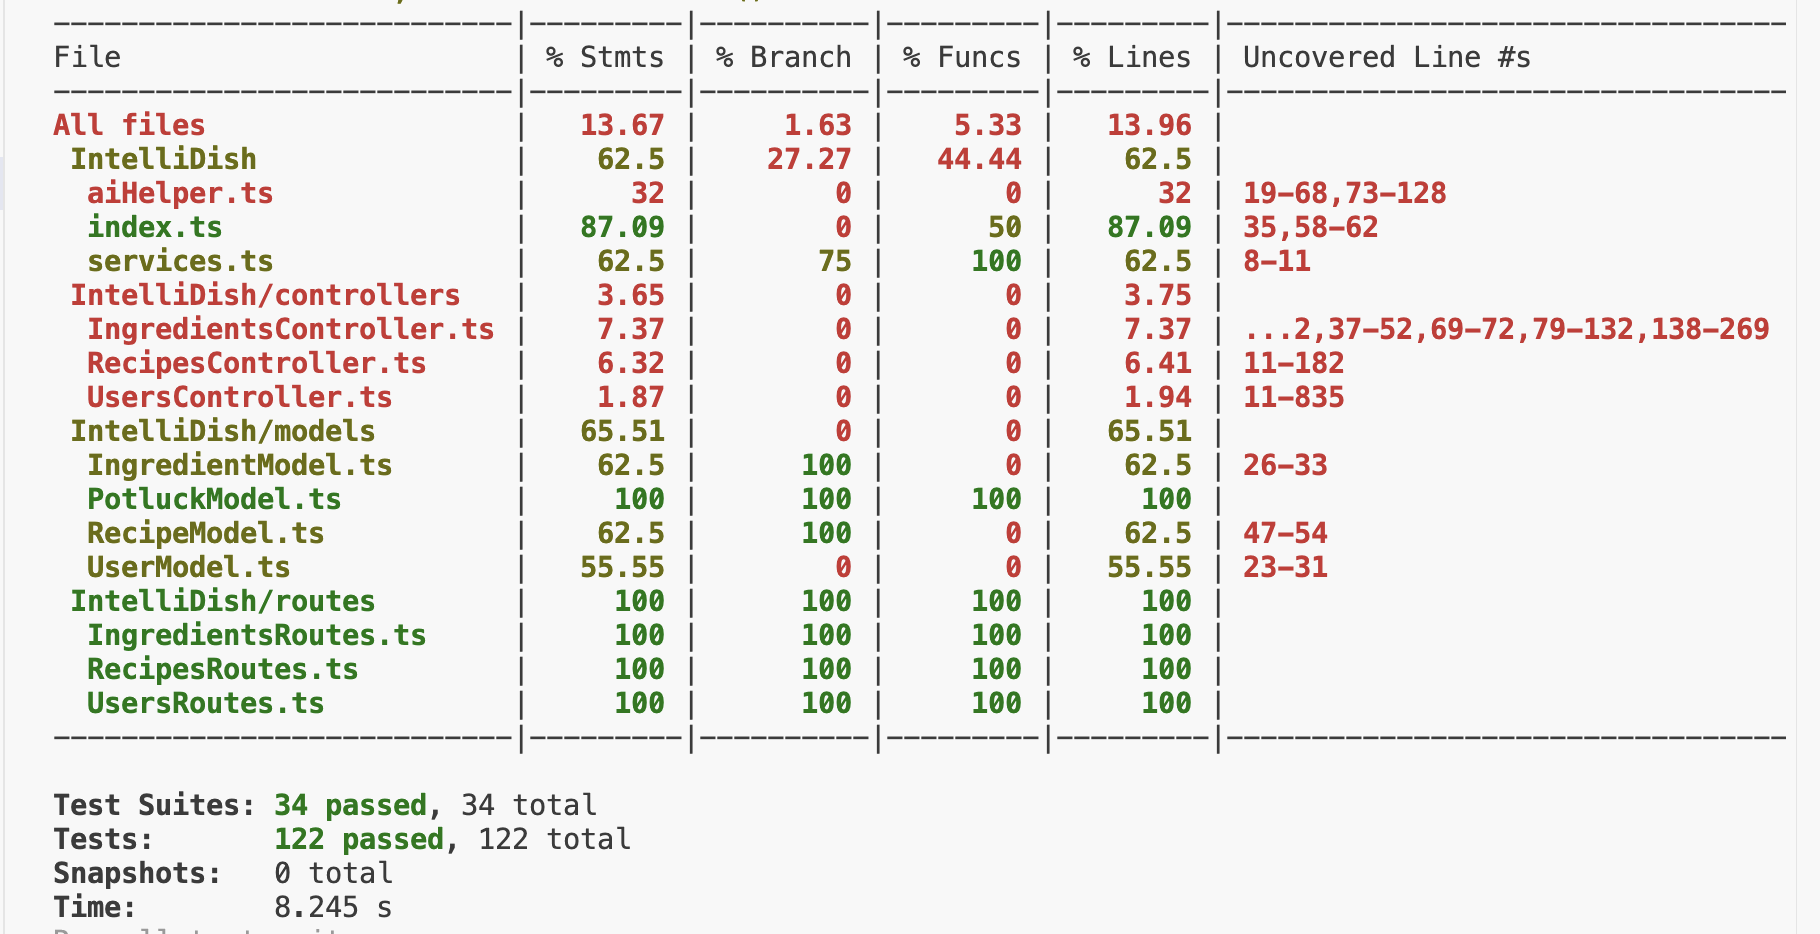 File | % Stmts | % Branch | % Funcs | % Lines | Uncovered Line #s
All files | 13.67 | 1.63 | 5.33 | 13.96 |
IntelliDish | 62.5 | 27.27 | 44.44 | 62.5 |
aiHelper.ts | 32 | 0 | 0 | 32 | 19-68,73-128
index.ts | 87.09 | 0 | 50 | 87.09 | 35,58-62
services.ts | 62.5 | 75 | 100 | 62.5 | 8-11
IntelliDish/controllers | 3.65 | 0 | 0 | 3.75 |
IngredientsController.ts | 7.37 | 0 | 0 | 7.37 | ...2,37-52,69-72,79-132,138-269
RecipesController.ts | 6.32 | 0 | 0 | 6.41 | 11-182
UsersController.ts | 1.87 | 0 | 0 | 1.94 | 11-835
IntelliDish/models | 65.51 | 0 | 0 | 65.51 |
IngredientModel.ts | 62.5 | 100 | 0 | 62.5 | 26-33
PotluckModel.ts | 100 | 100 | 100 | 100 |
RecipeModel.ts | 62.5 | 100 | 0 | 62.5 | 47-54
UserModel.ts | 55.55 | 0 | 0 | 55.55 | 23-31
IntelliDish/routes | 100 | 100 | 100 | 100 |
IngredientsRoutes.ts | 100 | 100 | 100 | 100 |
RecipesRoutes.ts | 100 | 100 | 100 | 100 |
UsersRoutes.ts | 100 | 100 | 100 | 100 |
Test Suites: 34 passed, 34 total
Tests: 122 passed, 122 total
Snapshots: 0 total
Time: 8.245 s